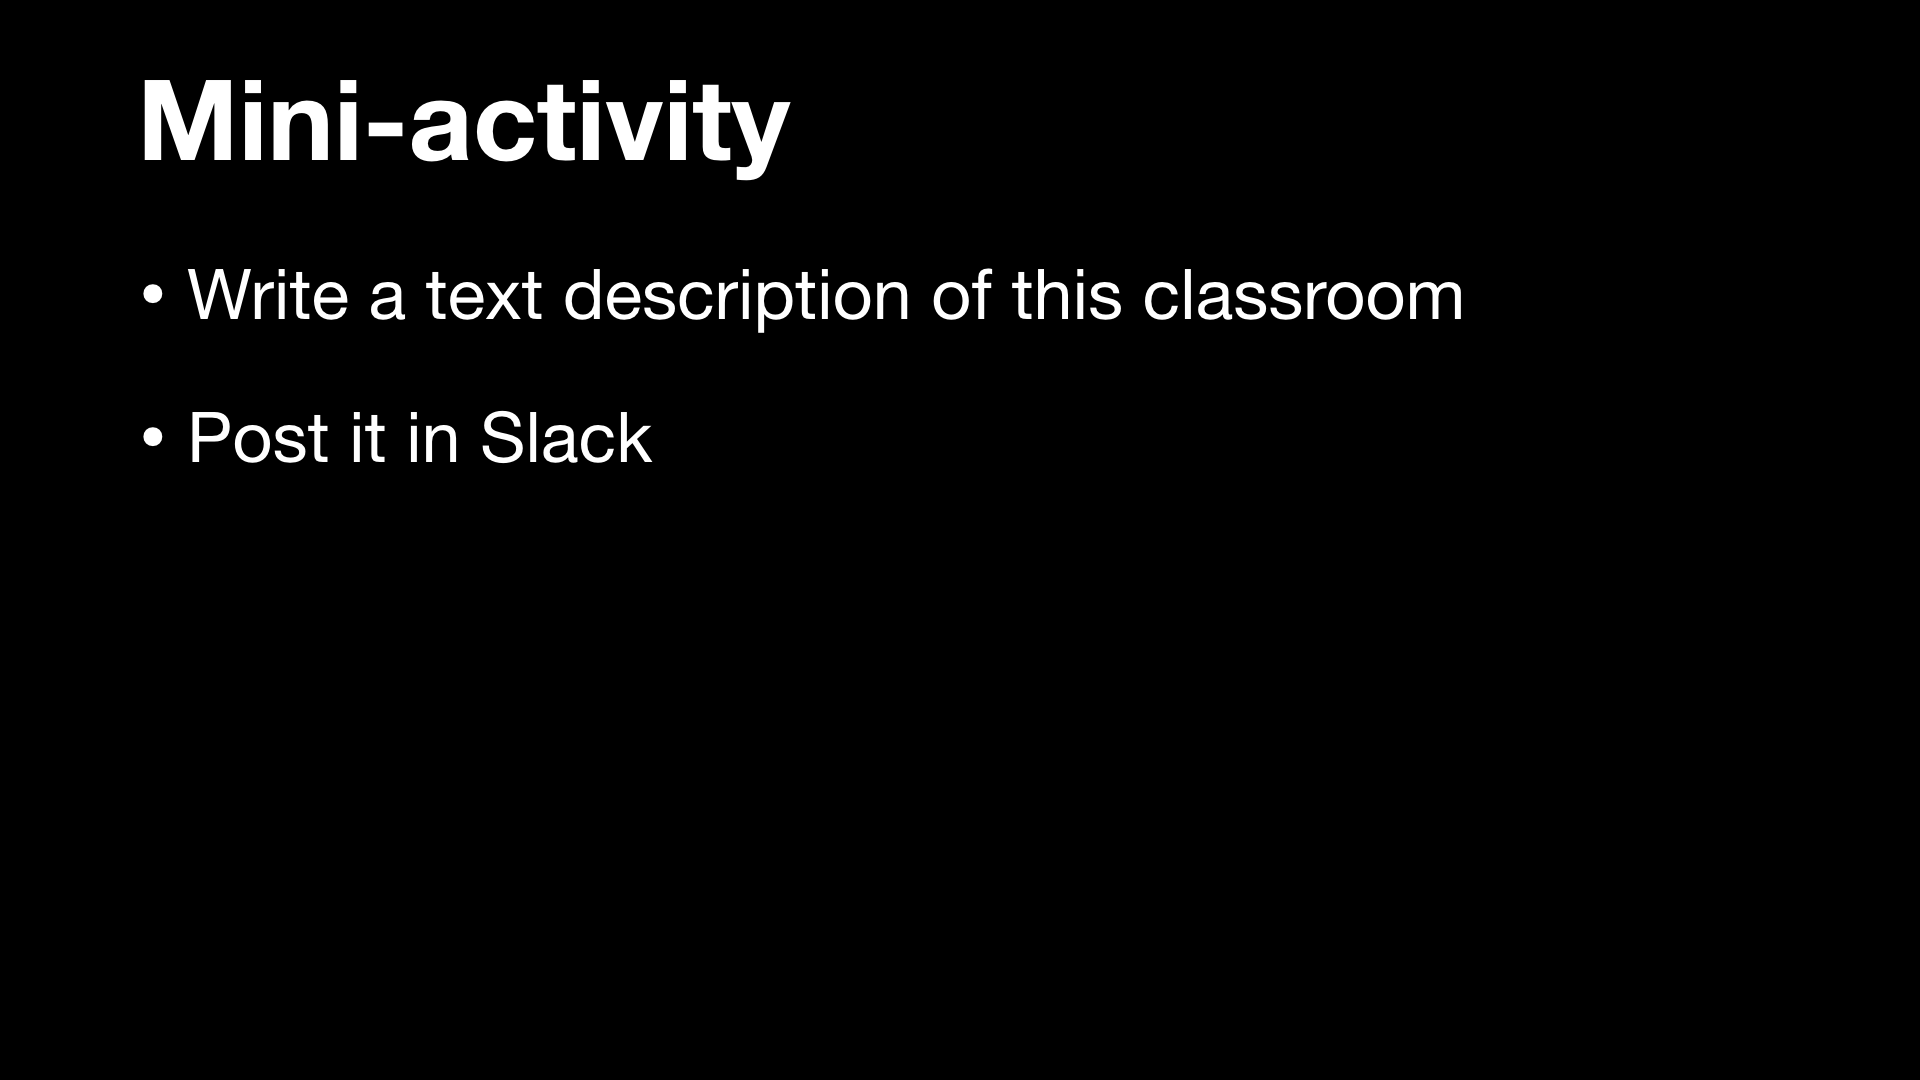 Mini-activity
• Write a text description of this classroom
• Post it in Slack